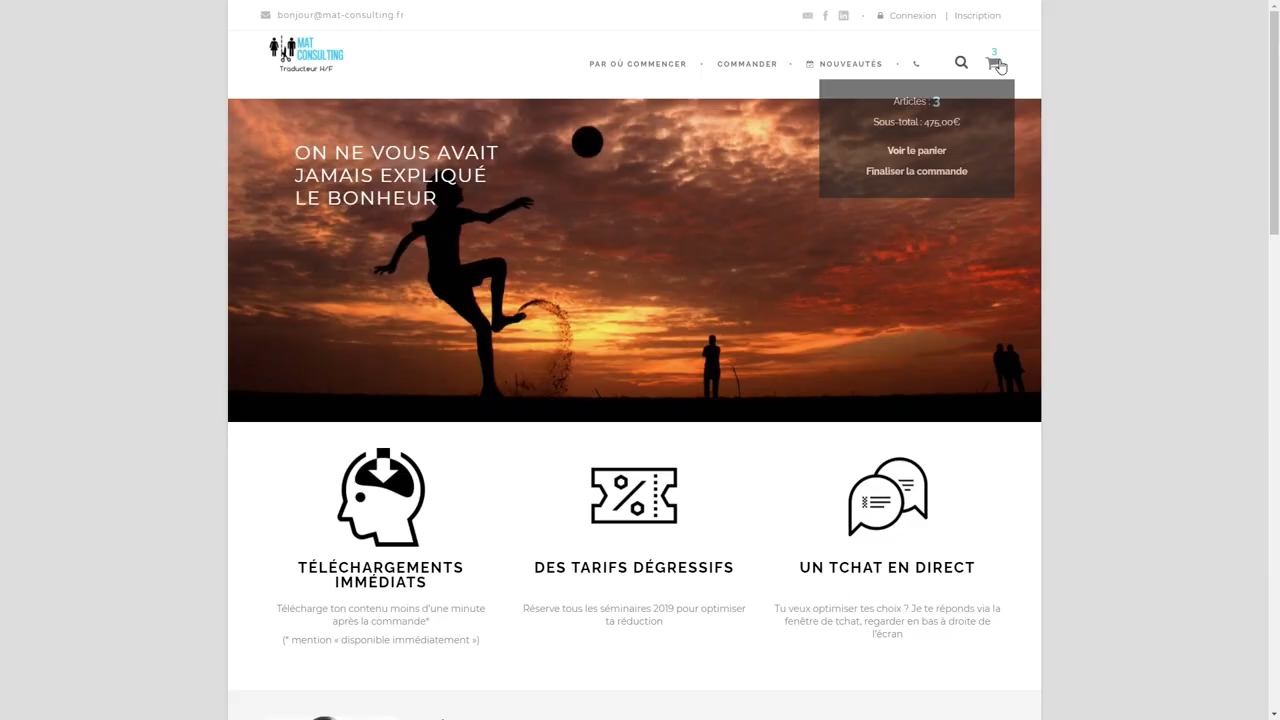 bonjour@mat-consulting.fr
Connexion | Inscription
MAT
CONSULTING
Traducteur H/F
PAR OÙ COMMENCER
COMMANDER
NOUVEAUTÉS
3
Articles : 3
Sous-total : 475,00€
Voir le panier
Finaliser la commande
ON NE VOUS AVAIT
JAMAIS EXPLIQUÉ
LE BONHEUR
TÉLÉCHARGEMENTS
IMMÉDIATS
Télécharge ton contenu moins d'une minute
après la commande*
(* mention « disponible immédiatement »)
DES TARIFS DÉGRESSIFS
Réserve tous les séminaires 2019 pour optimiser
ta réduction
UN TCHAT EN DIRECT
Tu veux optimiser tes choix ? Je te réponds via la
fenêtre de tchat, regarder en bas à droite de
l'écran